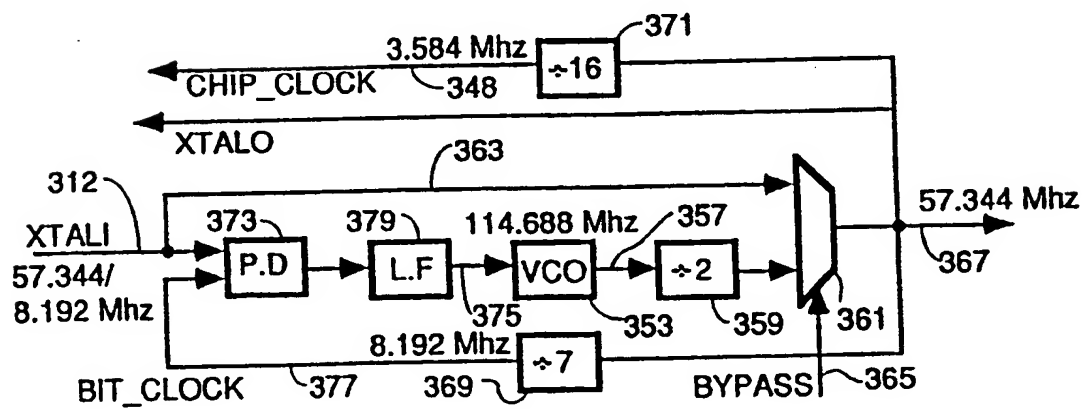 371
3.584 Mhz
÷16
CHIP_CLOCK
348
XTALO
363
312
373
379
114.688 Mhz
357
57.344 Mhz
XTALI
P.D
L.F
VCO
÷2
367
57.344/
8.192 Mhz
375
353
359
361
8.192 Mhz
÷7
BIT_CLOCK
377
369
BYPASS
365